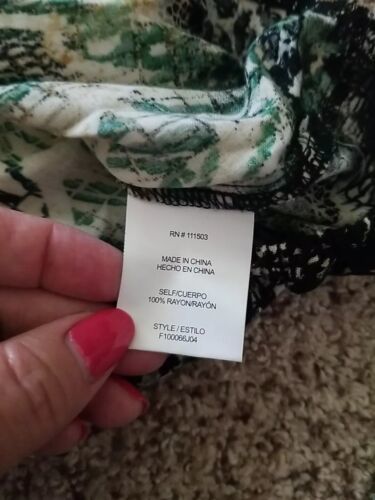 RN # 111503
MADE IN CHINA
HECHO EN CHINA
SELF/CUERPO
100% RAYON/RAYÓN
STYLE / ESTILO
F100066J04